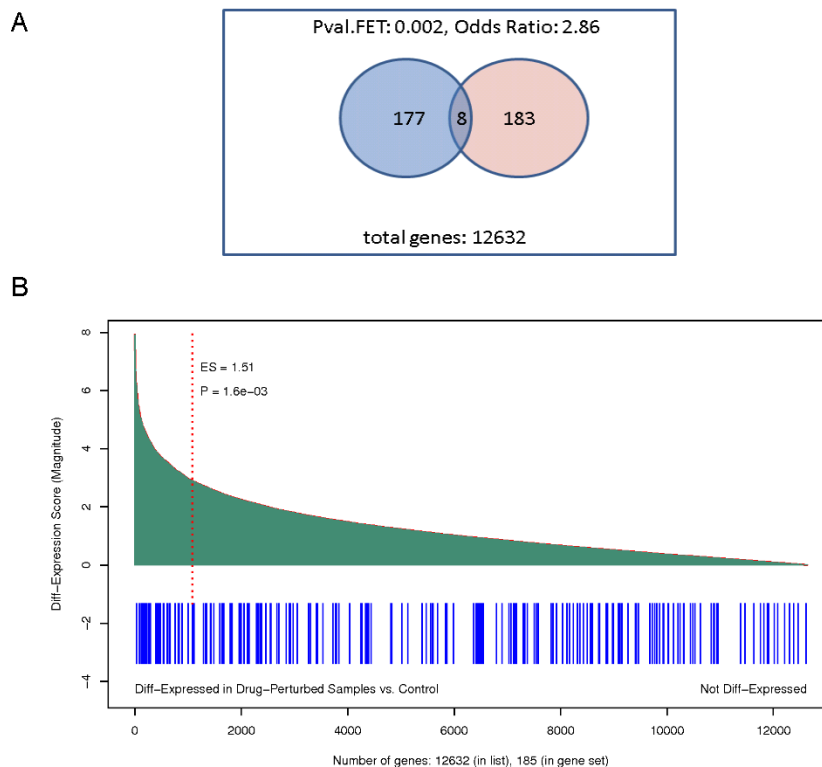 A
Pval.FET: 0.002, Odds Ratio: 2.86
177 8 183
total genes: 12632
B
8
6
4
2
0
−2
−4
Diff−Expression Score (Magnitude)
ES = 1.51
P = 1.6e−03
Diff−Expressed in Drug−Perturbed Samples vs. Control
Not Diff−Expressed
0 2000 4000 6000 8000 10000 12000
Number of genes: 12632 (in list), 185 (in gene set)